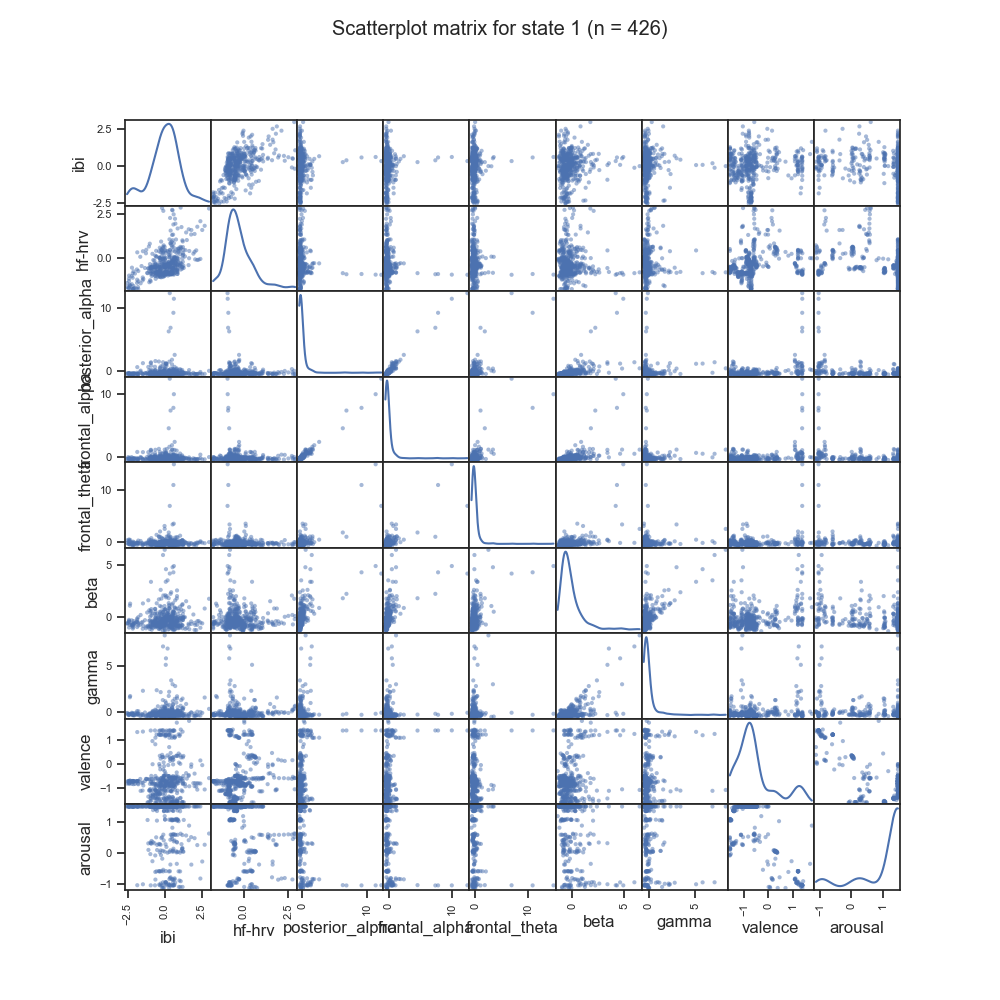 Scatterplot matrix for state 1 (n = 426)
ibi
2.5
0.0
-2.5
hf-hrv
2.5
0.0
posterior_alpha
10
0
frontal_alpha
10
0
frontal_theta
10
0
beta
5
0
gamma
5
0
valence
1
−1
arousal
1
0
−1
−2.5 0.0 2.5 0.0 2.5 0 10 0 10 0 10 0 5 0 5 −1 0 1 −1 0 1
ibi hf-hrv posterior_alpha frontal_alpha frontal_theta beta gamma valence arousal